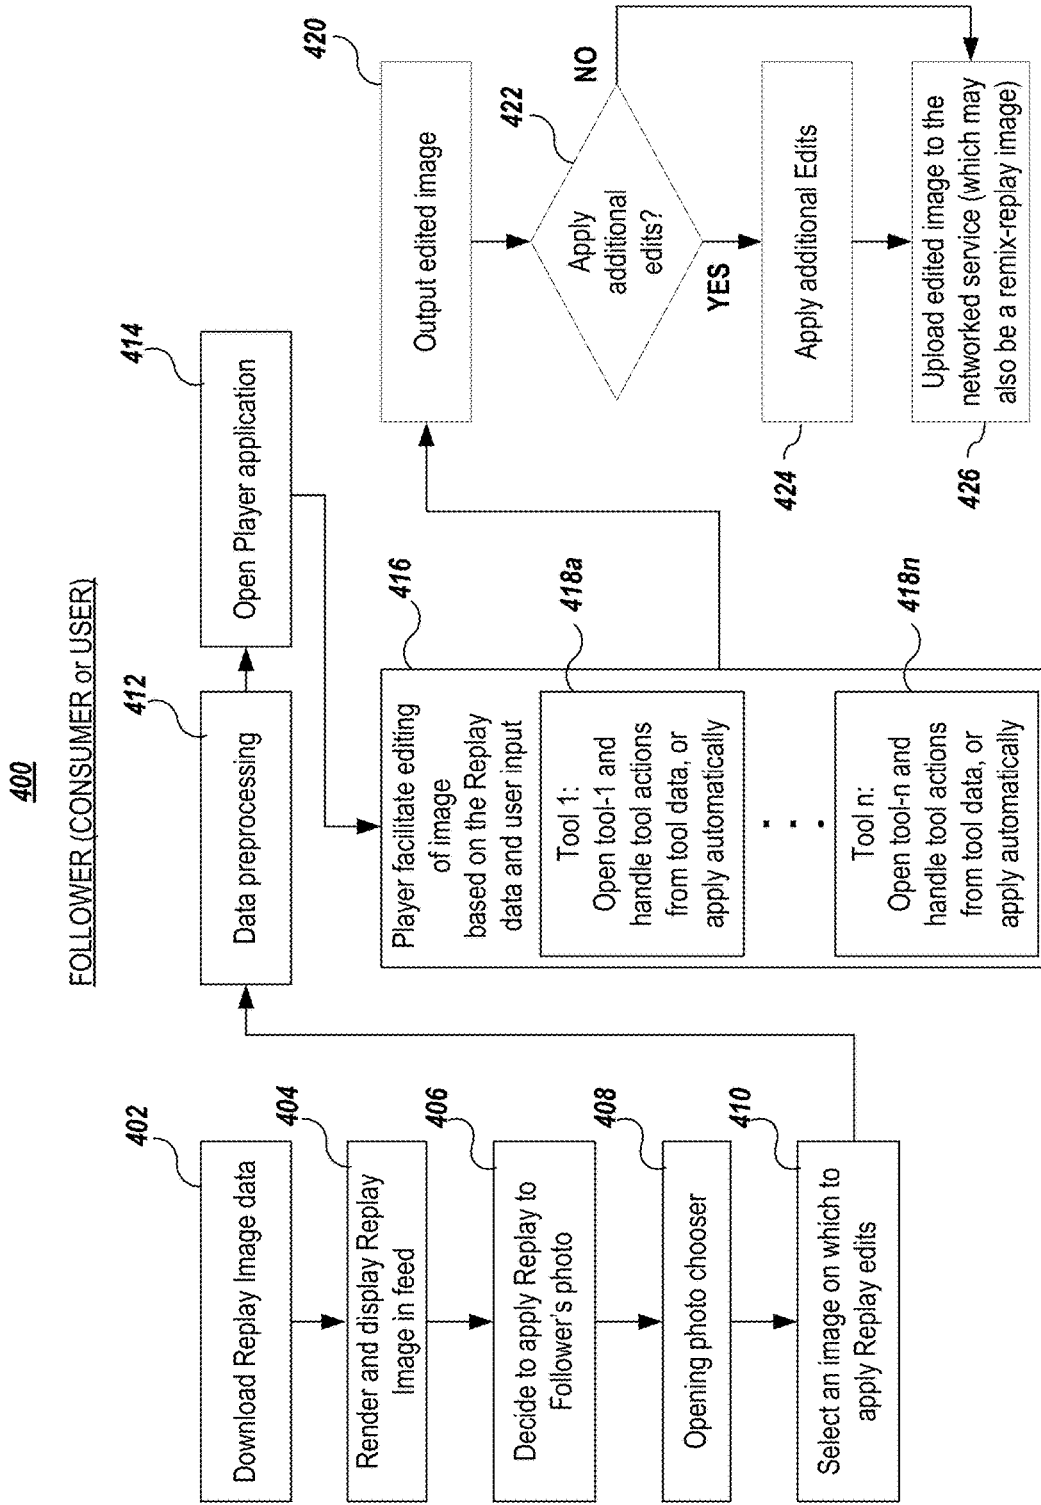 400
FOLLOWER (CONSUMER or USER)
402
Download Replay Image data
404
Render and display Replay
Image in feed
406
Decide to apply Replay to
Follower's photo
408
Opening photo chooser
410
Select an image on which to
apply Replay edits
412
Data preprocessing
414
Open Player application
416
Player facilitate editing
of image
based on the Replay
data and user input
418a
Tool 1:
Open tool-1 and
handle tool actions
from tool data, or
apply automatically
418n
Tool n:
Open tool-n and
handle tool actions
from tool data, or
apply automatically
420
Output edited image
422
Apply
additional
edits?
NO
YES
424
Apply additional Edits
426
Upload edited image to the
networked service (which may
also be a remix-replay image)